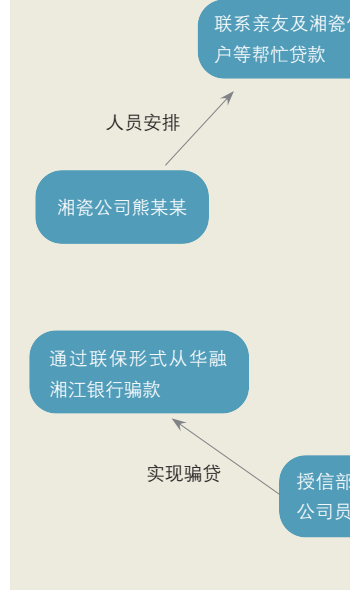 联系亲友及湘瓷
户等帮忙贷款
人员安排
湘瓷公司熊某某
通过联保形式从华融
湘江银行骗款
实现骗贷
授信部
公司员